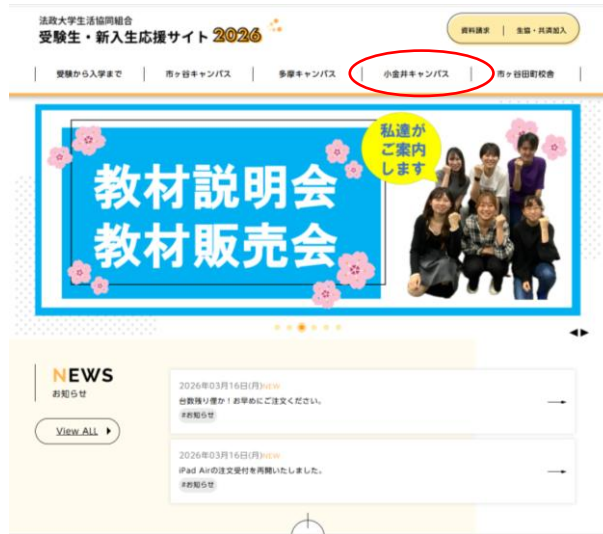 法政大学生活協同組合
受験生・新入生応援サイト 2026
資料請求 | 生協・共済加入
受験から入学まで | 市ヶ谷キャンパス | 多摩キャンパス | 小金井キャンパス | 市ヶ谷田町校舎
教材説明会
教材販売会
私達が
ご案内
します
NEWS
お知らせ
View ALL
2026年03月16日(月)NEW
台数残り僅か！お早めにご注文ください。
#お知らせ
2026年03月16日(月)NEW
iPad Airの注文受付を再開いたしました。
#お知らせ